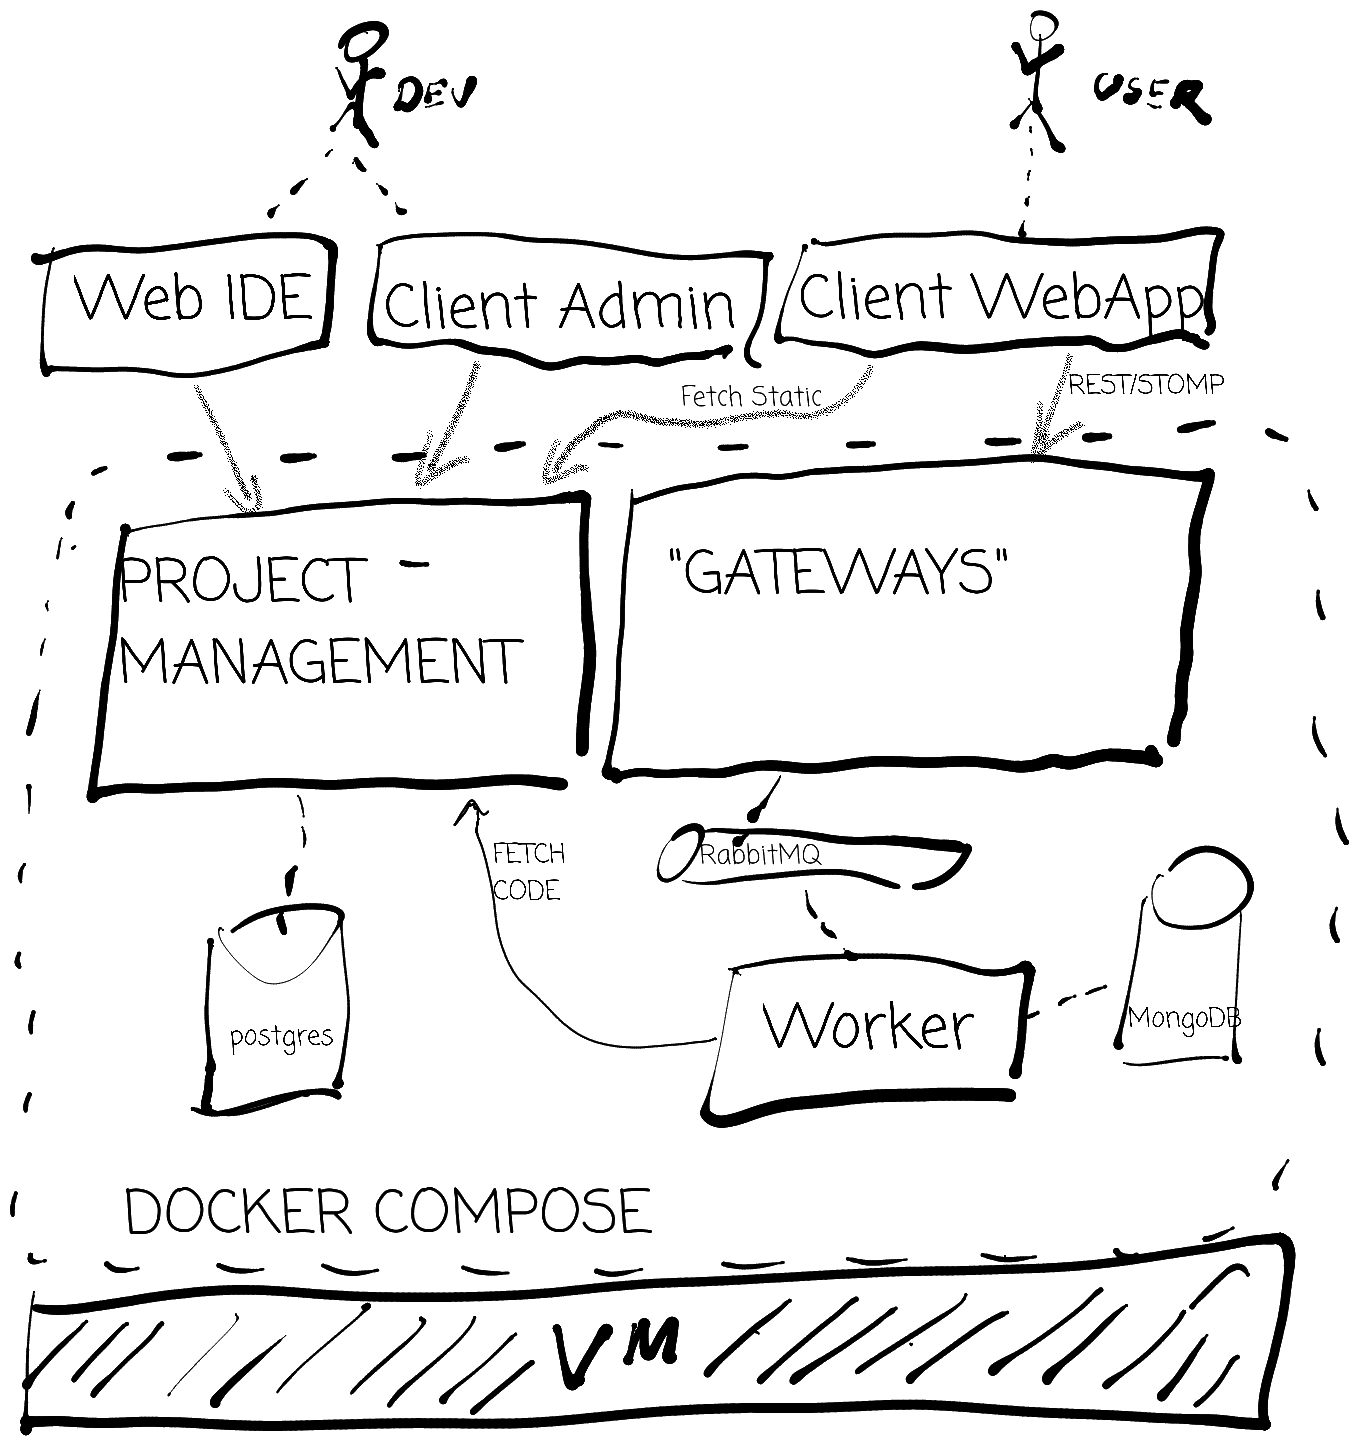 DEV
USER
Web IDE
Client Admin
Client WebApp
Fetch Static
REST/STOMP
PROJECT -
MANAGEMENT
"GATEWAYS"
FETCH
CODE
RabbitMQ
postgres
Worker
MongoDB
DOCKER COMPOSE
VM